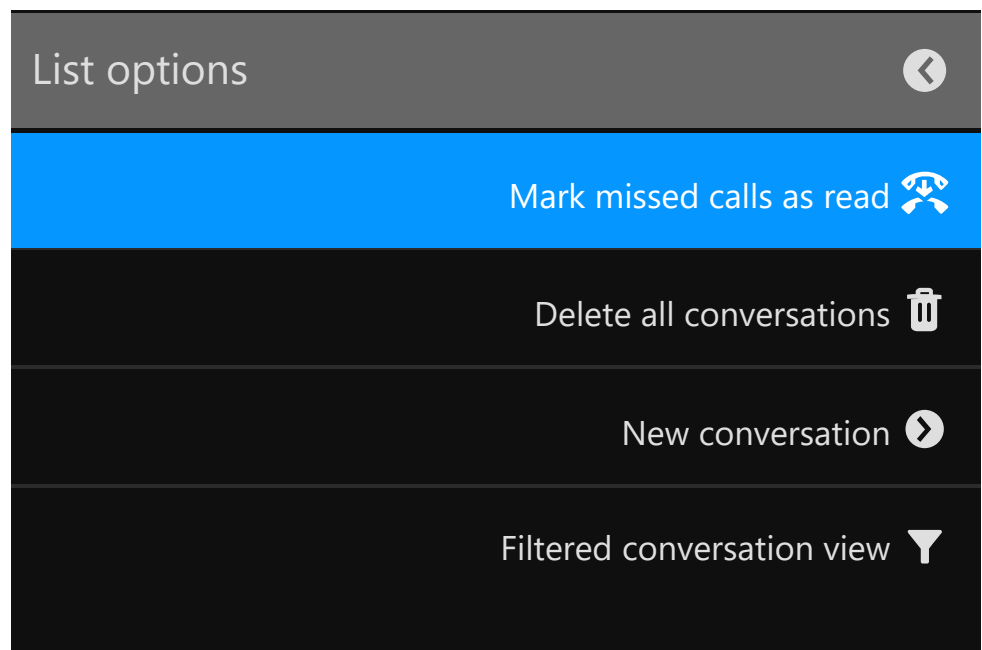 List options
Mark missed calls as read
Delete all conversations
New conversation
Filtered conversation view